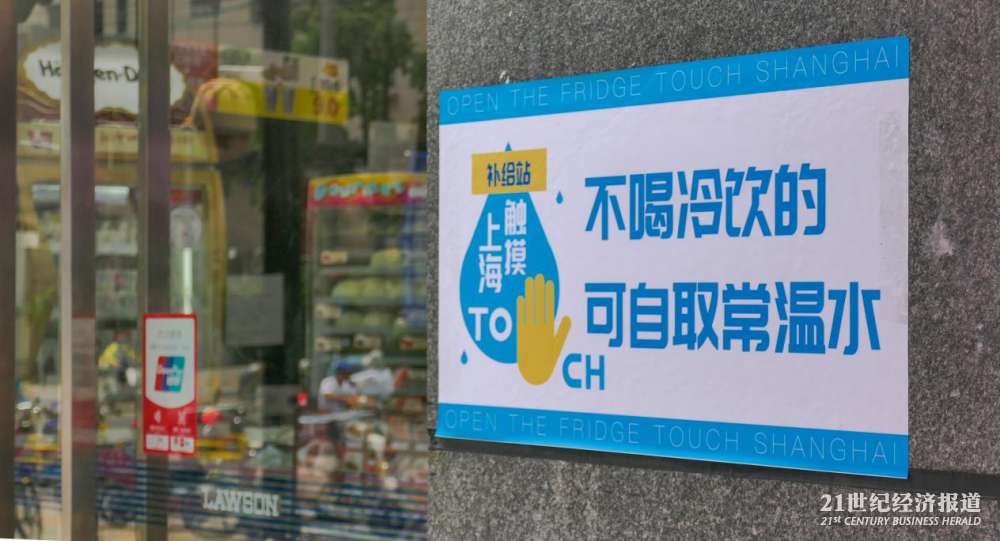 OPEN THE FRIDGE TOUCH SHANGHAI
补给站
触摸
上海
TO
CH
不喝冷饮的
可自取常温水
OPEN THE FRIDGE TOUCH SHANGHAI
LAWSON
21世纪经济报道
21st CENTURY BUSINESS HERALD